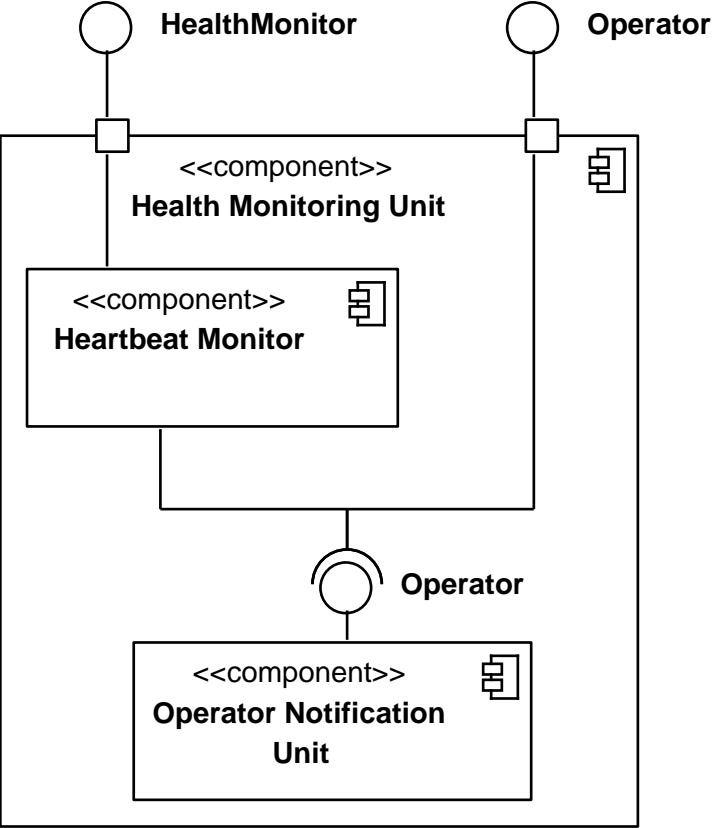 HealthMonitor
Operator
<<component>>
Health Monitoring Unit
<<component>>
Heartbeat Monitor
Operator
<<component>>
Operator Notification
Unit